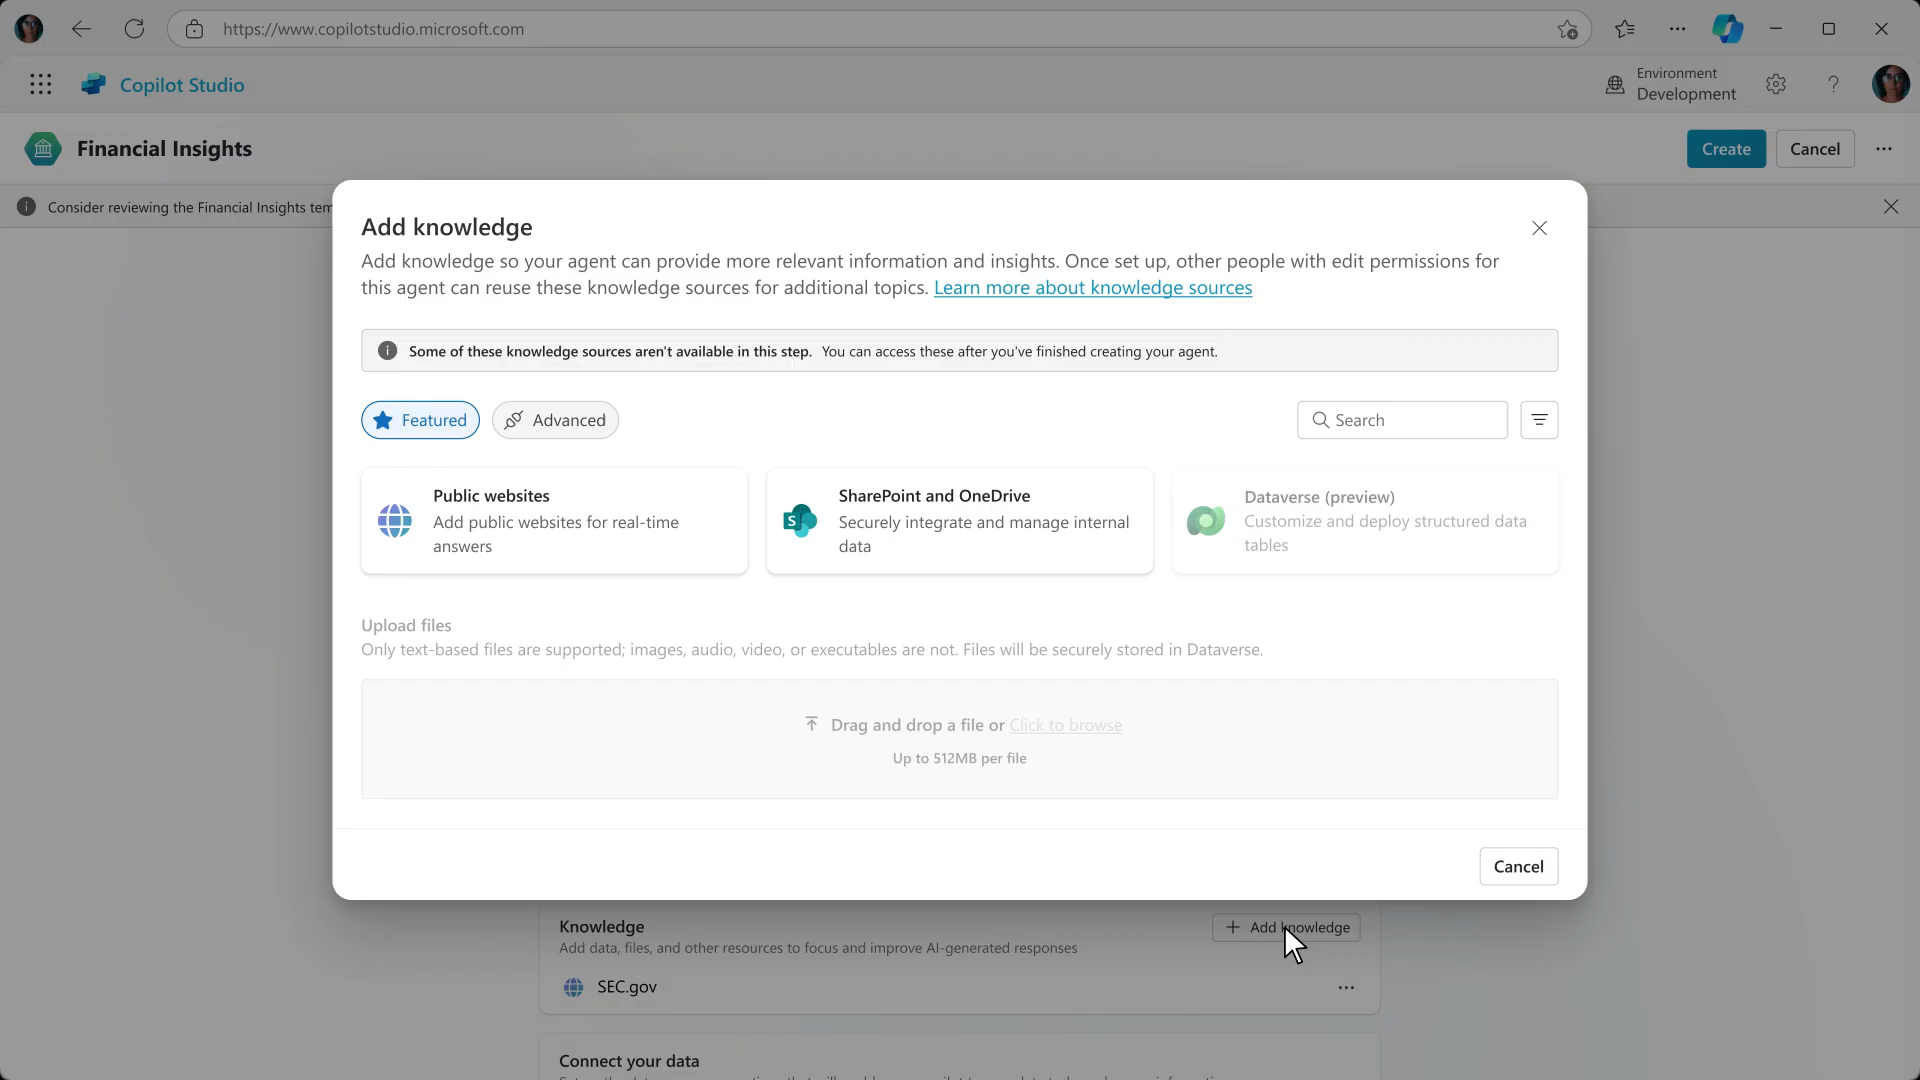 https://www.copilotstudio.microsoft.com
Copilot Studio
Environment
Development
Financial Insights
Create
Cancel
Consider reviewing the Financial Insights
Add knowledge
Add knowledge so your agent can provide more relevant information and insights. Once set up, other people with edit permissions for
this agent can reuse these knowledge sources for additional topics. Learn more about knowledge sources
Some of these knowledge sources aren't available in this step. You can access these after you've finished creating your agent.
Featured
Advanced
Search
Public websites
Add public websites for real-time
answers
SharePoint and OneDrive
Securely integrate and manage internal
data
Dataverse (preview)
Customize and deploy structured data
tables
Upload files
Only text-based files are supported; images, audio, video, or executables are not. Files will be securely stored in Dataverse.
Drag and drop a file or Click to browse
Up to 512MB per file
Cancel
Knowledge
Add knowledge
Add data, files, and other resources to focus and improve AI-generated responses
SEC.gov
Connect your data